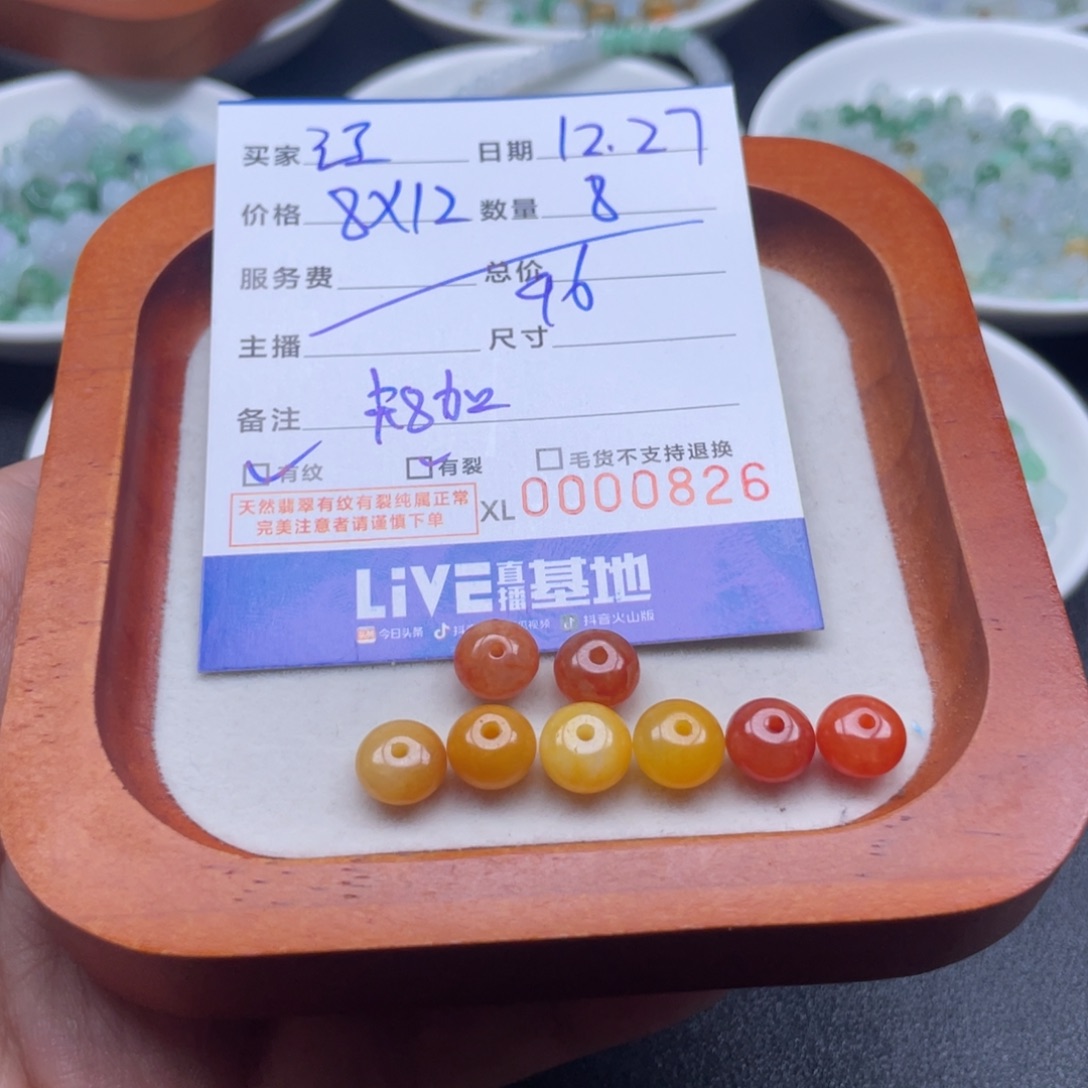 买家 日期 12.27
价格 8X12 数量 8
服务费 总价 96
主播 尺寸
备注 8加
有纹 有裂 毛货不支持退换
天然翡翠有纹有裂纯属正常
完美注意者请谨慎下单
XL 0000826
LiVE 直播 基地
今日头条 抖 视频 抖音火山版